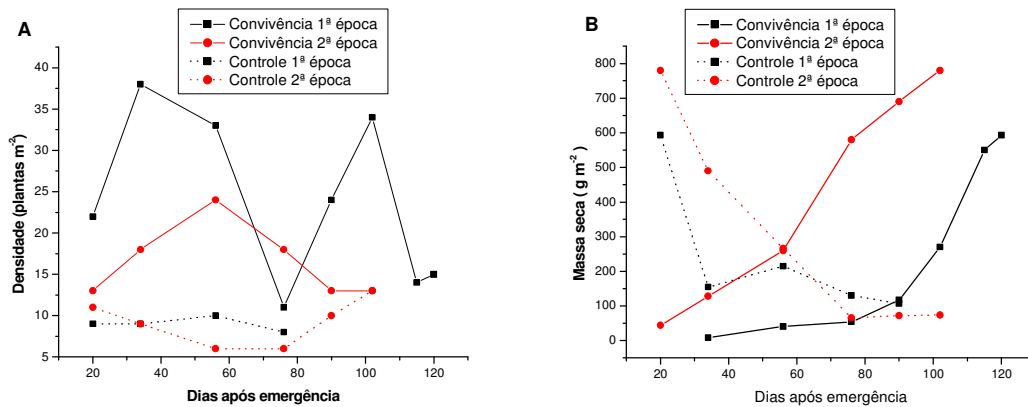 A
Convivência 1ª época
Convivência 2ª época
Controle 1ª época
Controle 2ª época
40
35
30
25
20
15
10
5
Densidade (plantas m-2)
20 40 60 80 100 120
Dias após emergência
B
Convivência 1ª época
Convivência 2ª época
Controle 1ª época
Controle 2ª época
800
700
600
500
400
300
200
100
0
Massa seca ( g m-2 )
20 40 60 80 100 120
Dias após emergência